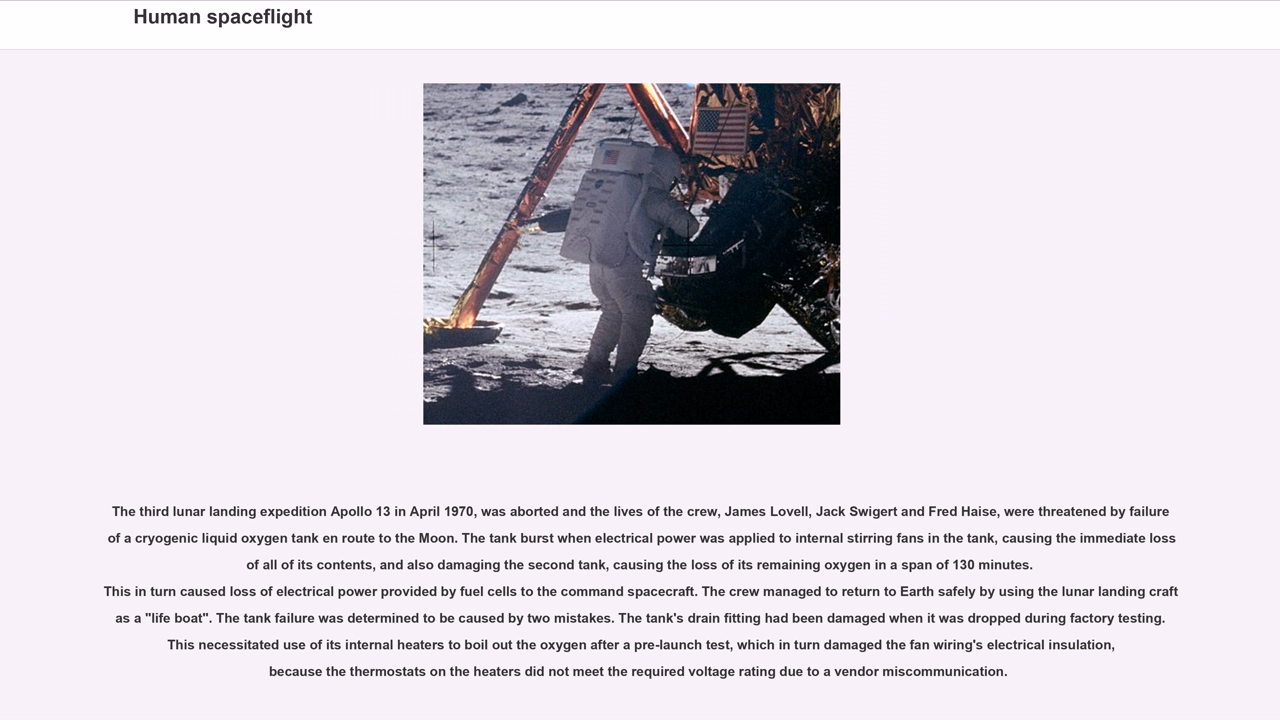 Human spaceflight
The third lunar landing expedition Apollo 13 in April 1970, was aborted and the lives of the crew, James Lovell, Jack Swigert and Fred Haise, were threatened by failure
of a cryogenic liquid oxygen tank en route to the Moon. The tank burst when electrical power was applied to internal stirring fans in the tank, causing the immediate loss
of all of its contents, and also damaging the second tank, causing the loss of its remaining oxygen in a span of 130 minutes.
This in turn caused loss of electrical power provided by fuel cells to the command spacecraft. The crew managed to return to Earth safely by using the lunar landing craft
as a "life boat". The tank failure was determined to be caused by two mistakes. The tank's drain fitting had been damaged when it was dropped during factory testing.
This necessitated use of its internal heaters to boil out the oxygen after a pre-launch test, which in turn damaged the fan wiring's electrical insulation,
because the thermostats on the heaters did not meet the required voltage rating due to a vendor miscommunication.